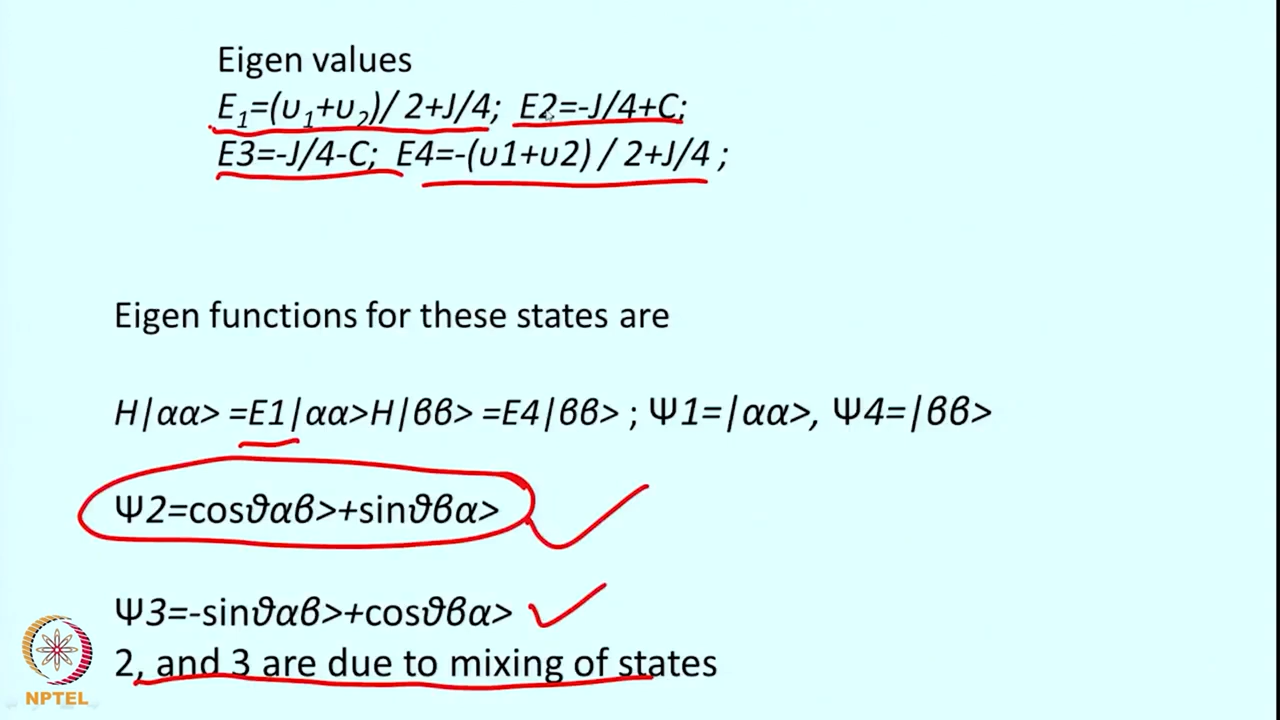 Eigen values
E₁=(υ₁+υ₂)/ 2+J/4; E2=-J/4+C;
E3=-J/4-C; E4=-(υ1+υ2) / 2+J/4 ;
Eigen functions for these states are
H|αα> =E1|αα>H|ββ> =E4|ββ> ; Ψ1=|αα>, Ψ4=|ββ>
Ψ2=cosϑαβ>+sinϑβα>
Ψ3=-sinϑαβ>+cosϑβα>
2, and 3 are due to mixing of states
NPTEL